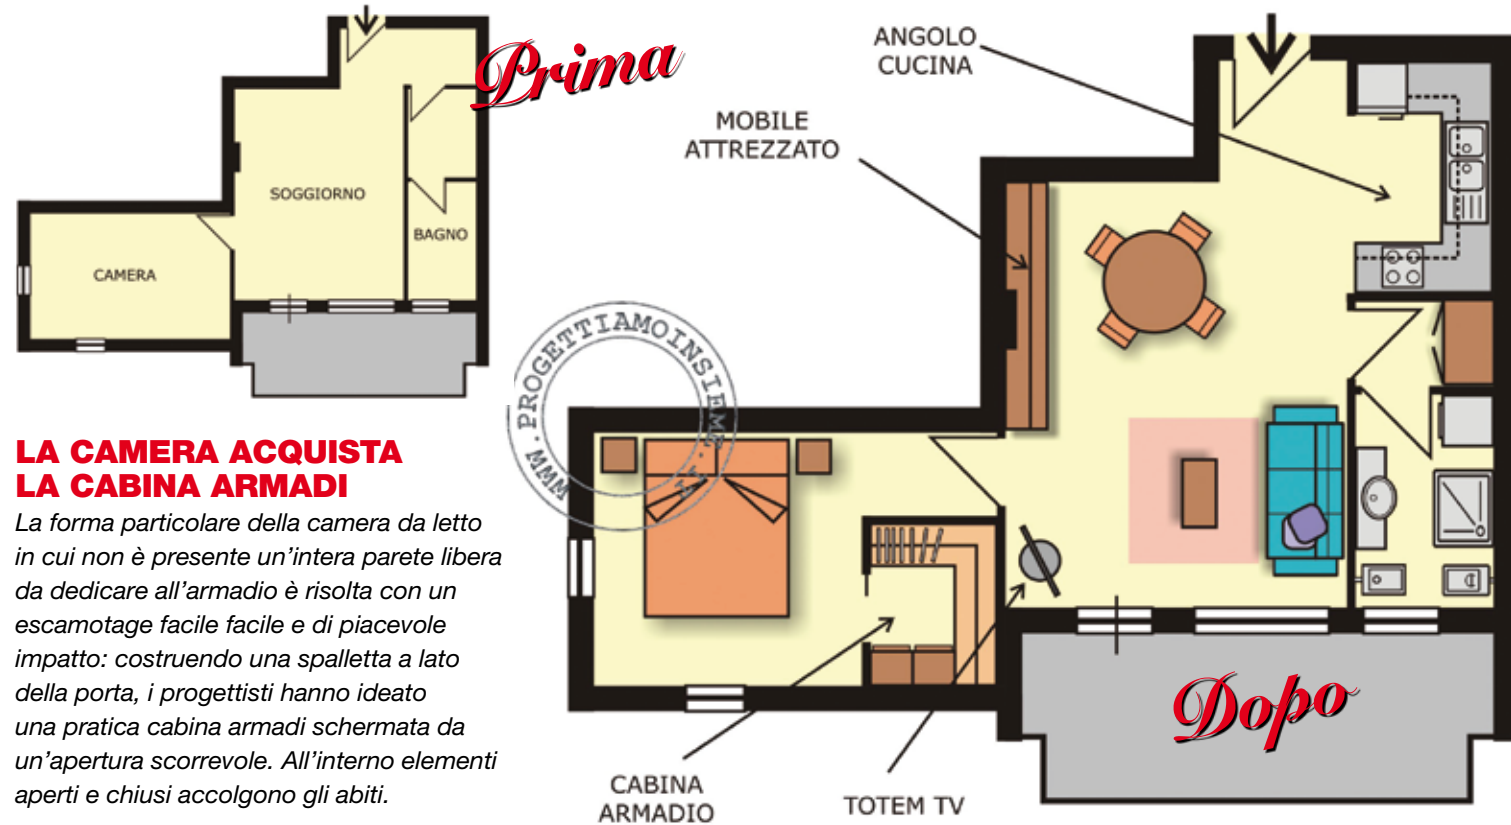 Prima
SOGGIORNO
BAGNO
CAMERA
LA CAMERA ACQUISTA
LA CABINA ARMADI
La forma particolare della camera da letto
in cui non è presente un’intera parete libera
da dedicare all’armadio è risolta con un
escamotage facile facile e di piacevole
impatto: costruendo una spalletta a lato
della porta, i progettisti hanno ideato
una pratica cabina armadi schermata da
un’apertura scorrevole. All’interno elementi
aperti e chiusi accolgono gli abiti.
ANGOLO
CUCINA
MOBILE
ATTREZZATO
WWW.PROGETTIAMOINSIEME.IT
CABINA
ARMADIO
TOTEM TV
Dopo